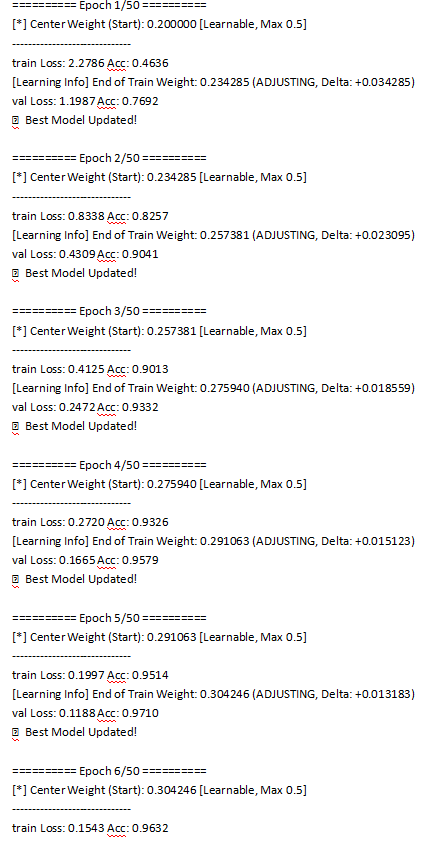 ========== Epoch 1/50 ==========
[*] Center Weight (Start): 0.200000 [Learnable, Max 0.5]
------------------------------
train Loss: 2.2786 Acc: 0.4636
[Learning Info] End of Train Weight: 0.234285 (ADJUSTING, Delta: +0.034285)
val Loss: 1.1987 Acc: 0.7692
Best Model Updated!
========== Epoch 2/50 ==========
[*] Center Weight (Start): 0.234285 [Learnable, Max 0.5]
------------------------------
train Loss: 0.8338 Acc: 0.8257
[Learning Info] End of Train Weight: 0.257381 (ADJUSTING, Delta: +0.023095)
val Loss: 0.4309 Acc: 0.9041
Best Model Updated!
========== Epoch 3/50 ==========
[*] Center Weight (Start): 0.257381 [Learnable, Max 0.5]
------------------------------
train Loss: 0.4125 Acc: 0.9013
[Learning Info] End of Train Weight: 0.275940 (ADJUSTING, Delta: +0.018559)
val Loss: 0.2472 Acc: 0.9332
Best Model Updated!
========== Epoch 4/50 ==========
[*] Center Weight (Start): 0.275940 [Learnable, Max 0.5]
------------------------------
train Loss: 0.2720 Acc: 0.9326
[Learning Info] End of Train Weight: 0.291063 (ADJUSTING, Delta: +0.015123)
val Loss: 0.1665 Acc: 0.9579
Best Model Updated!
========== Epoch 5/50 ==========
[*] Center Weight (Start): 0.291063 [Learnable, Max 0.5]
------------------------------
train Loss: 0.1997 Acc: 0.9514
[Learning Info] End of Train Weight: 0.304246 (ADJUSTING, Delta: +0.013183)
val Loss: 0.1188 Acc: 0.9710
Best Model Updated!
========== Epoch 6/50 ==========
[*] Center Weight (Start): 0.304246 [Learnable, Max 0.5]
------------------------------
train Loss: 0.1543 Acc: 0.9632